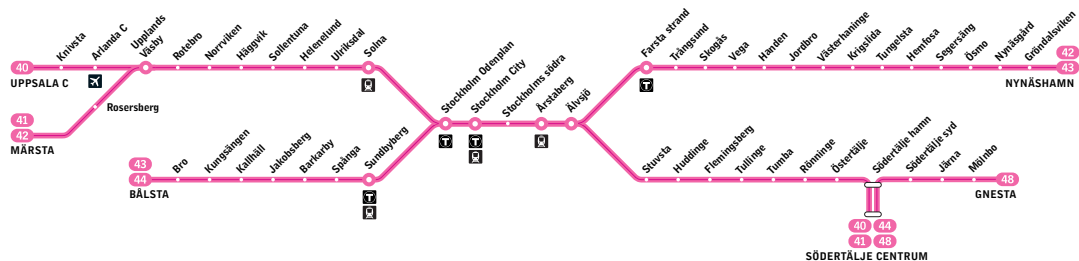 Knivsta
Arlanda C
Upplands
Väsby
Rotebro
Norrviken
Häggvik
Sollentuna
Helenelund
Ulriksdal
Solna
40
UPPSALA C
Rosersberg
41
42
MÄRSTA
43
44
BÅLSTA
Bro
Kungsängen
Kallhäll
Jakobsberg
Barkarby
Spånga
Sundbyberg
T
Stockholm Odenplan
T
Stockholm City
T
Stockholms södra
Årstaberg
Älvsjö
Farsta strand
T
Trångsund
Skogås
Vega
Handen
Jordbro
Västerhaninge
Krigslida
Tungelsta
Hemfosa
Segersäng
Ösmo
Nynäsgård
Gröndalsviken
42
43
NYNÄSHAMN
Stuvsta
Huddinge
Flemingsberg
Tullinge
Tumba
Rönninge
Östertälje
Södertälje hamn
Södertälje syd
Järna
Mölnbo
48
GNESTA
40 44
41 48
SÖDERTÄLJE CENTRUM